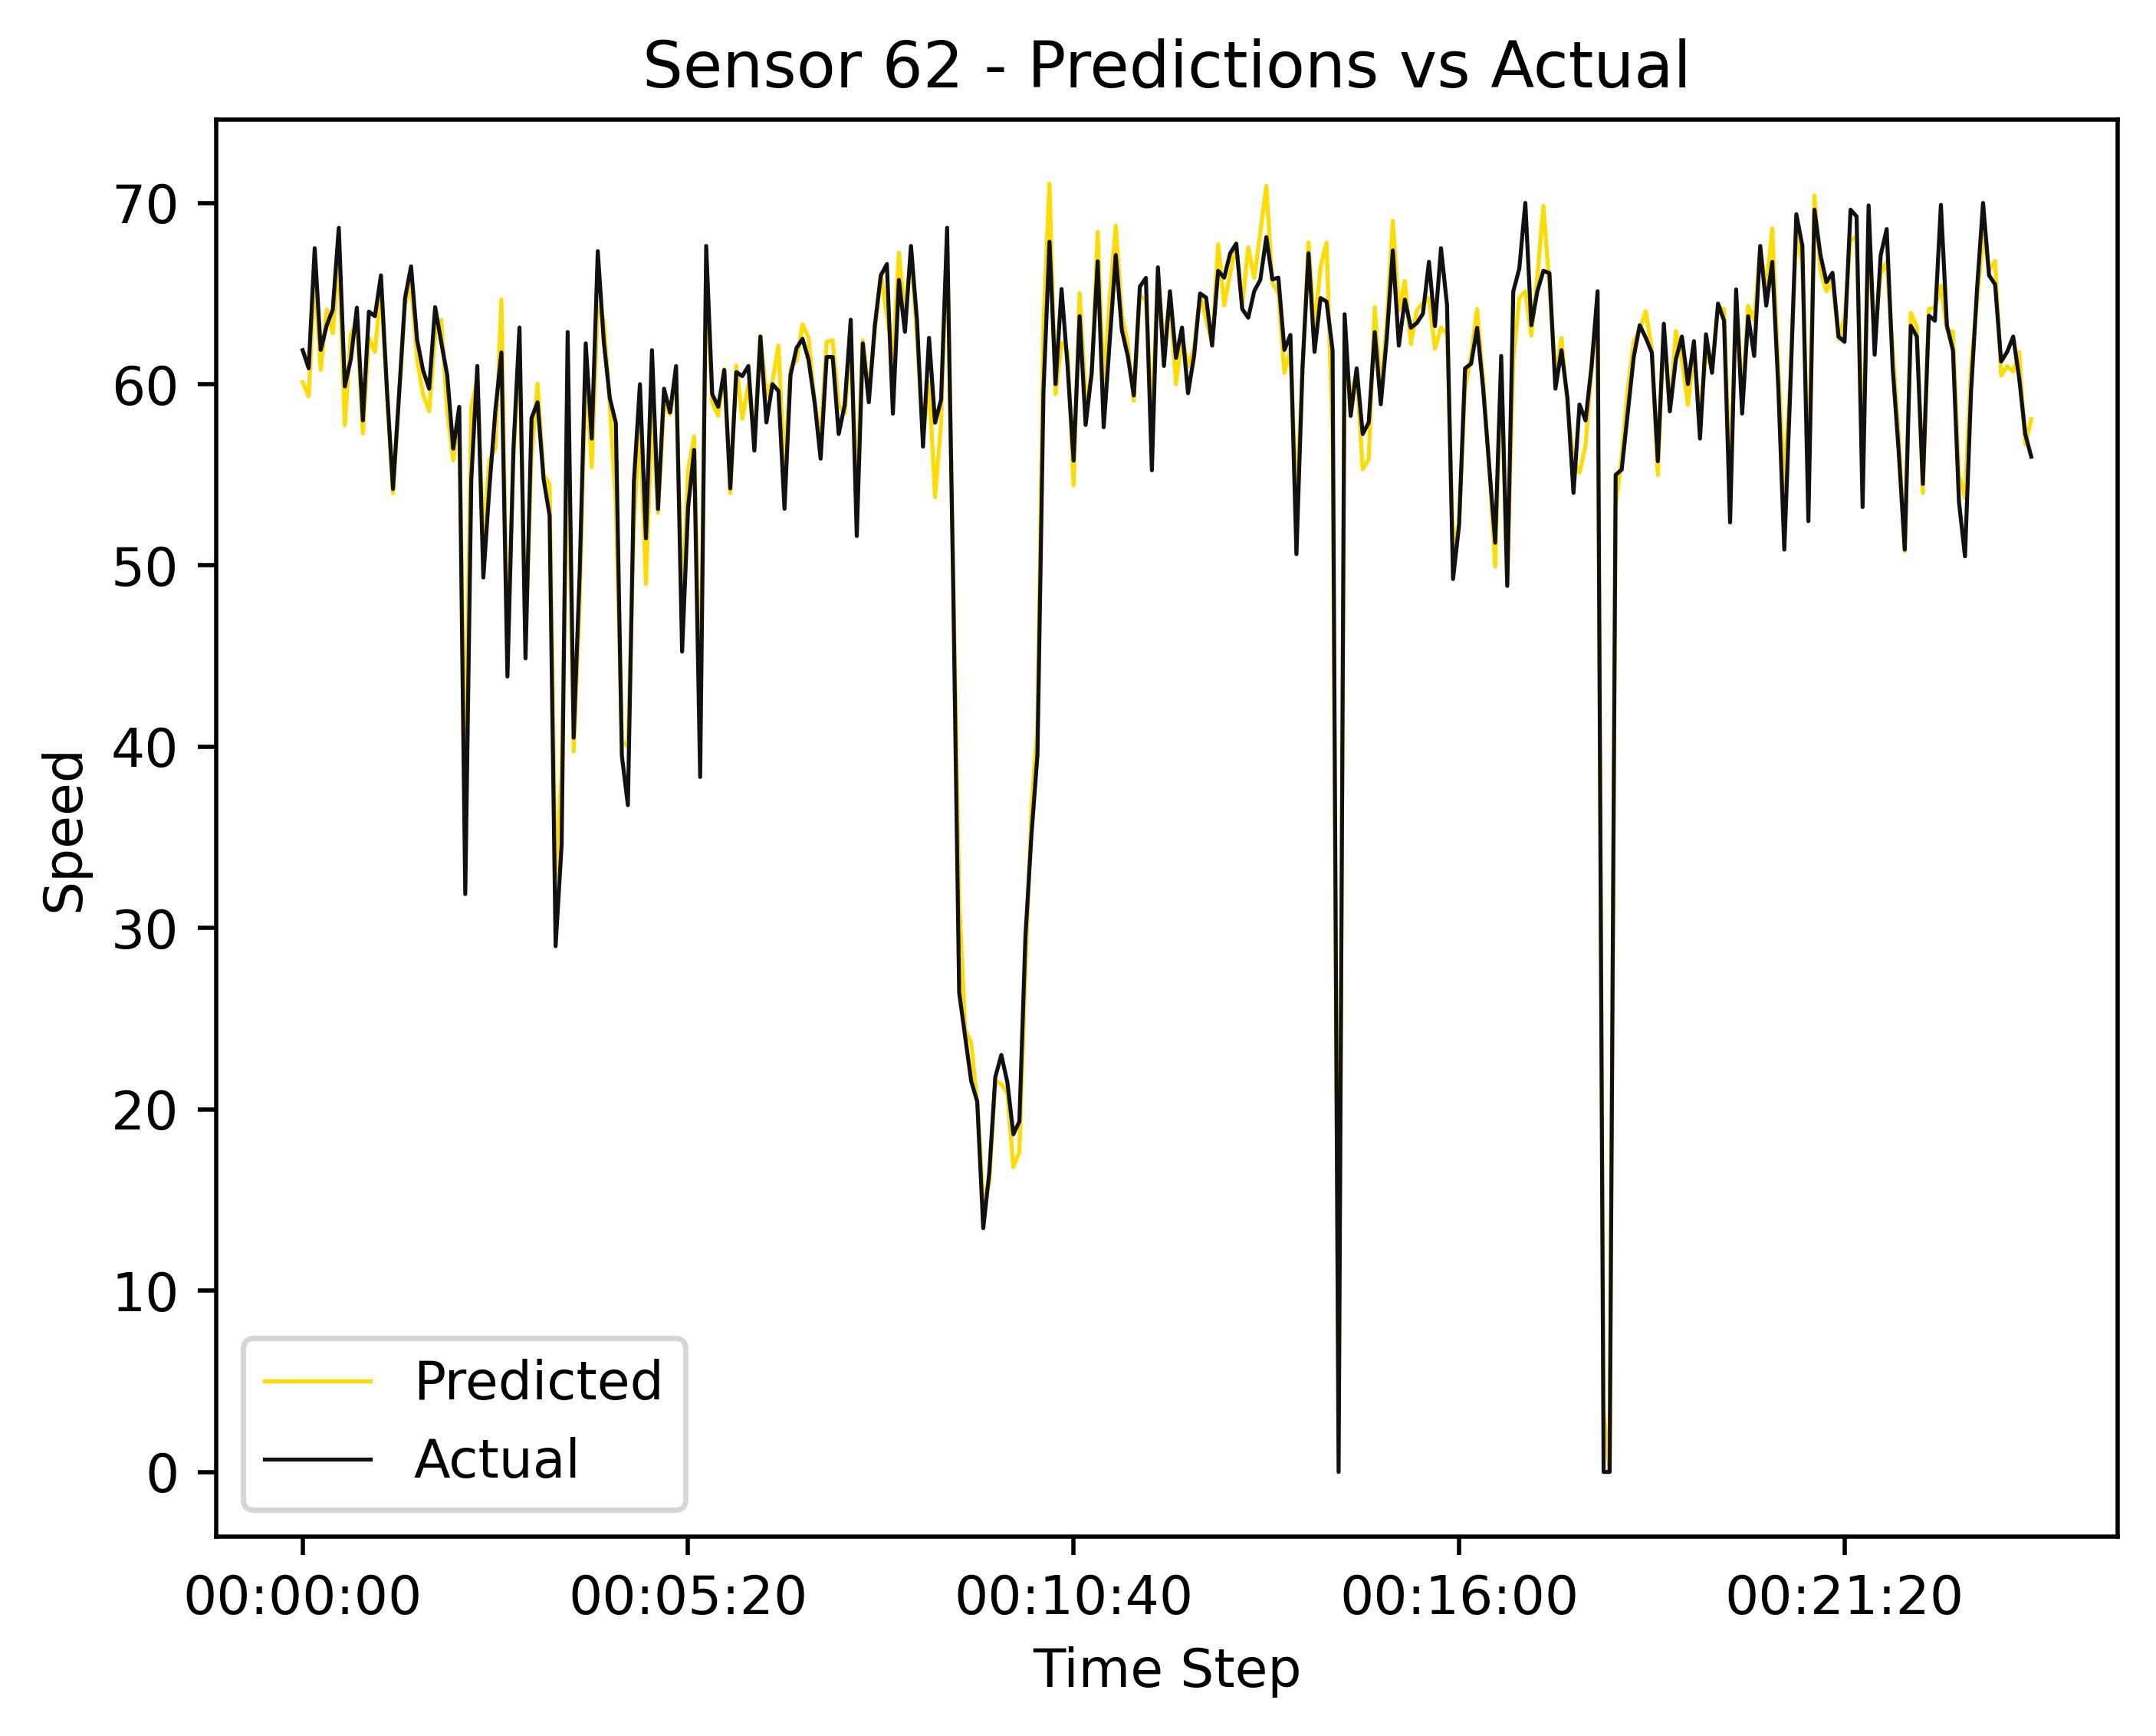 Sensor 62 - Predictions vs Actual
70
60
50
40
30
20
10
0
Speed
Predicted
Actual
00:00:00
00:05:20
00:10:40
00:16:00
00:21:20
Time Step